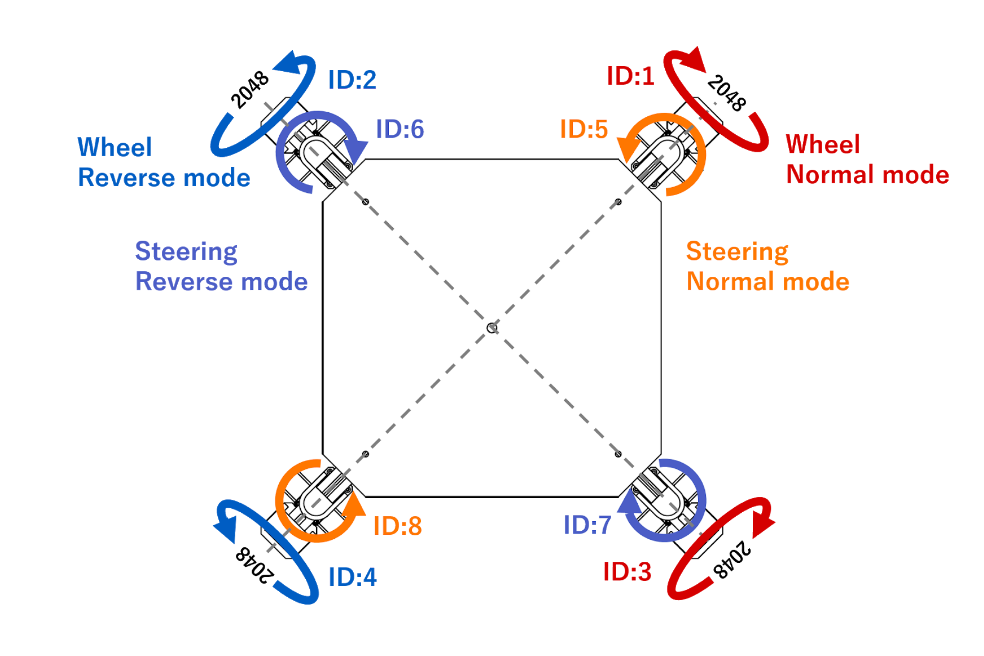 2048
ID:2
ID:1
2048
ID:6
ID:5
Wheel
Reverse mode
Wheel
Normal mode
Steering
Reverse mode
Steering
Normal mode
ID:8
ID:7
2048
ID:4
ID:3
2048